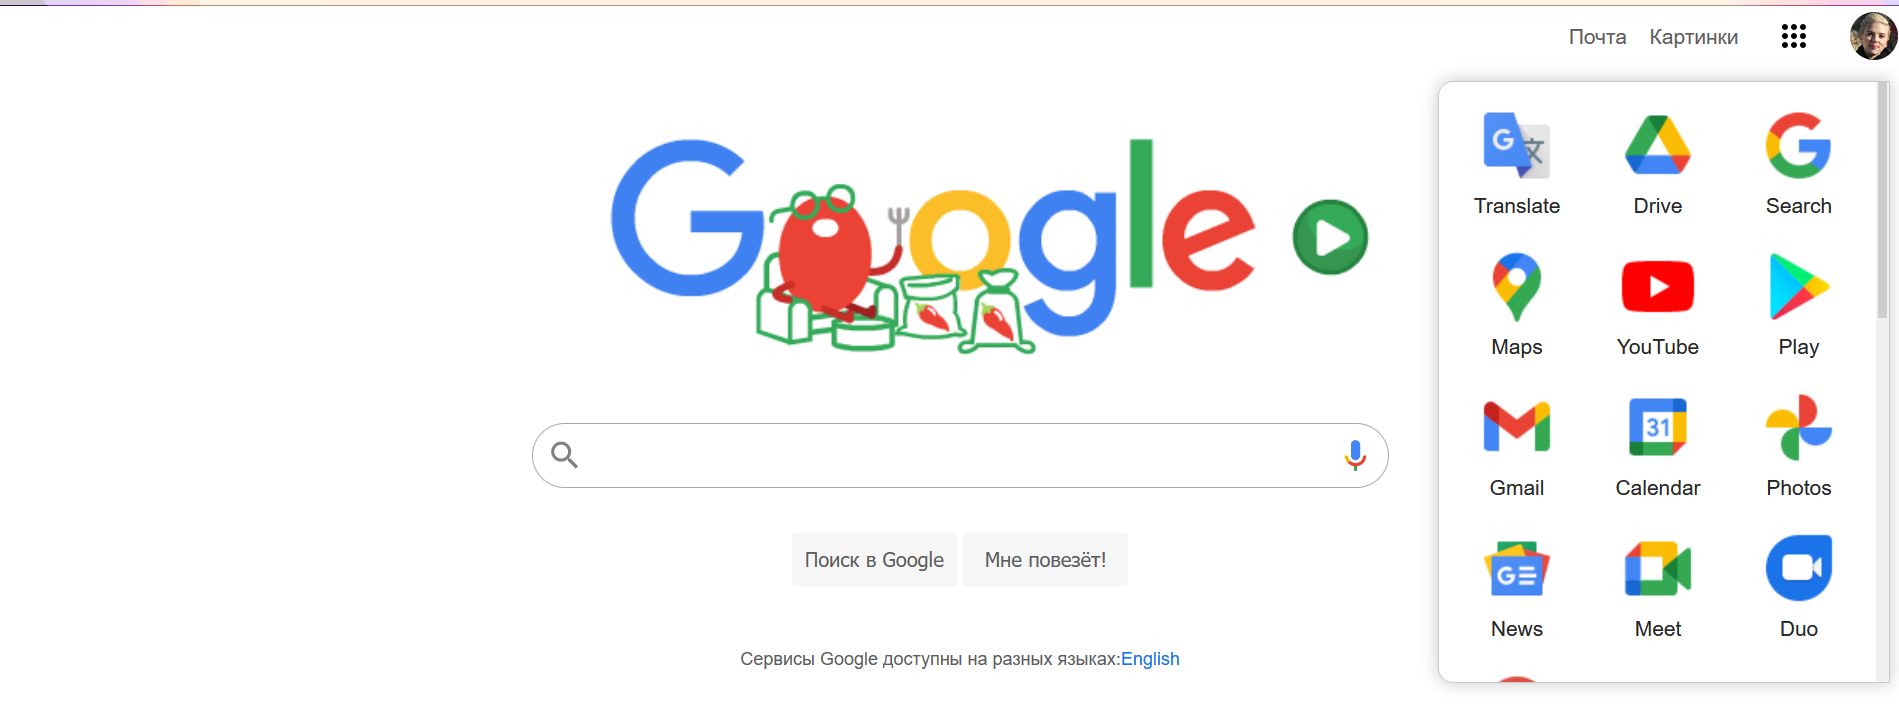 Почта Картинки
Google
Translate Drive Search
Maps YouTube Play
Gmail 31 Calendar Photos
Поиск в Google Мне повезёт!
News Meet Duo
Сервисы Google доступны на разных языках:English